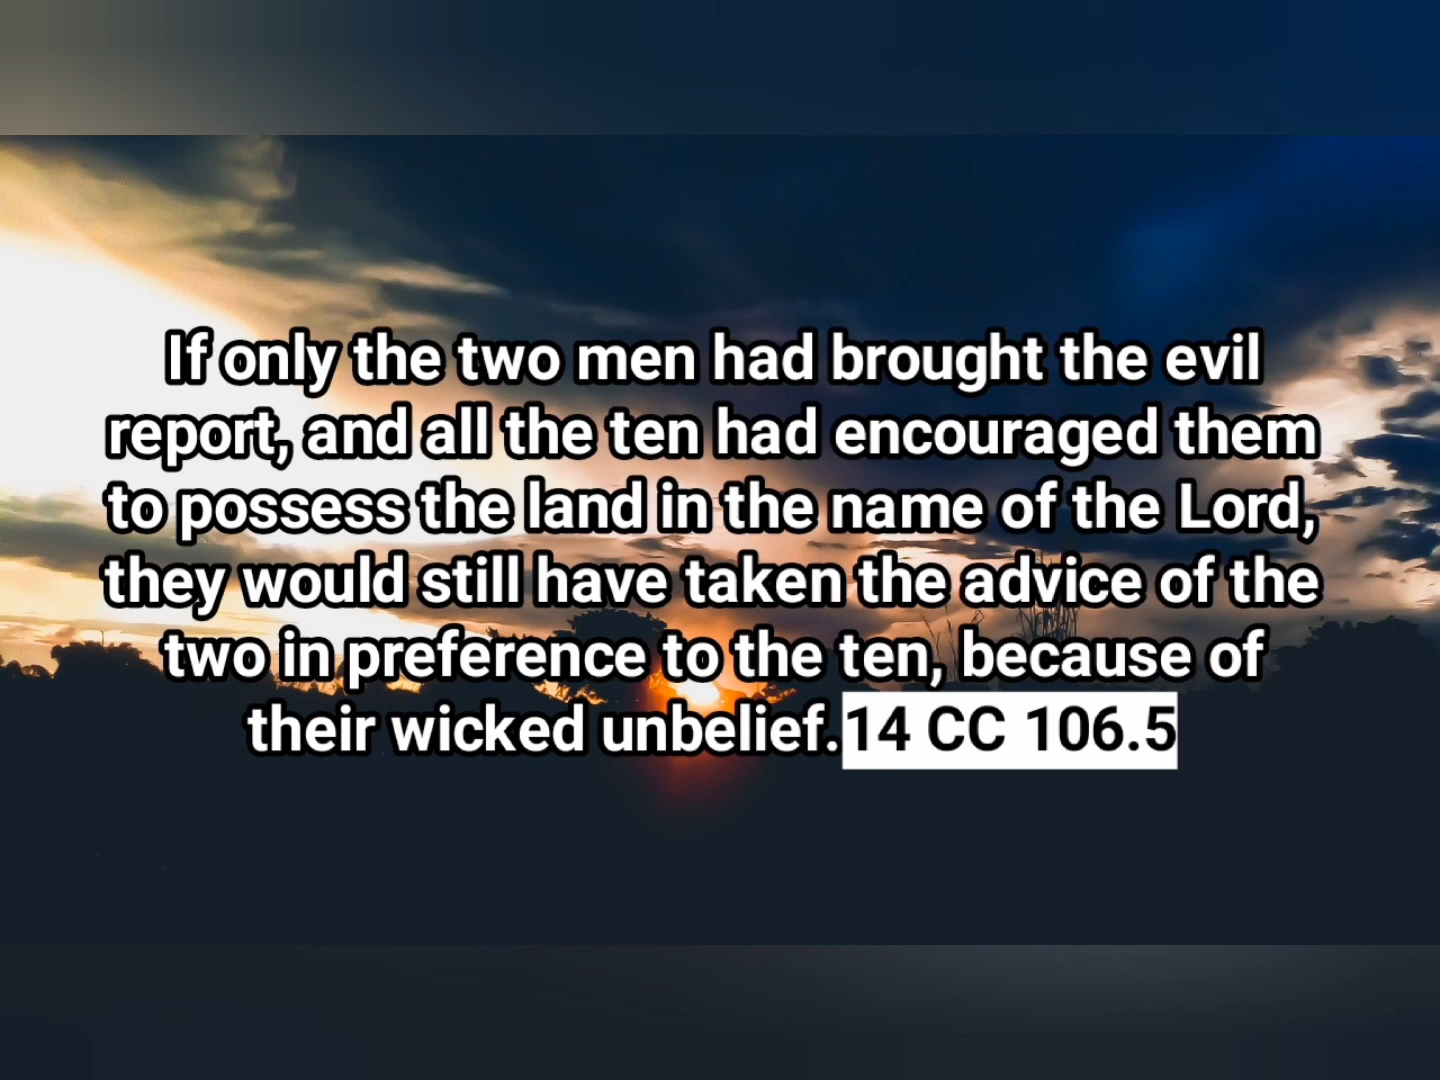 If only the two men had brought the evil
report, and all the ten had encouraged them
to possess the land in the name of the Lord,
they would still have taken the advice of the
two in preference to the ten, because of
their wicked unbelief.14 CC 106.5